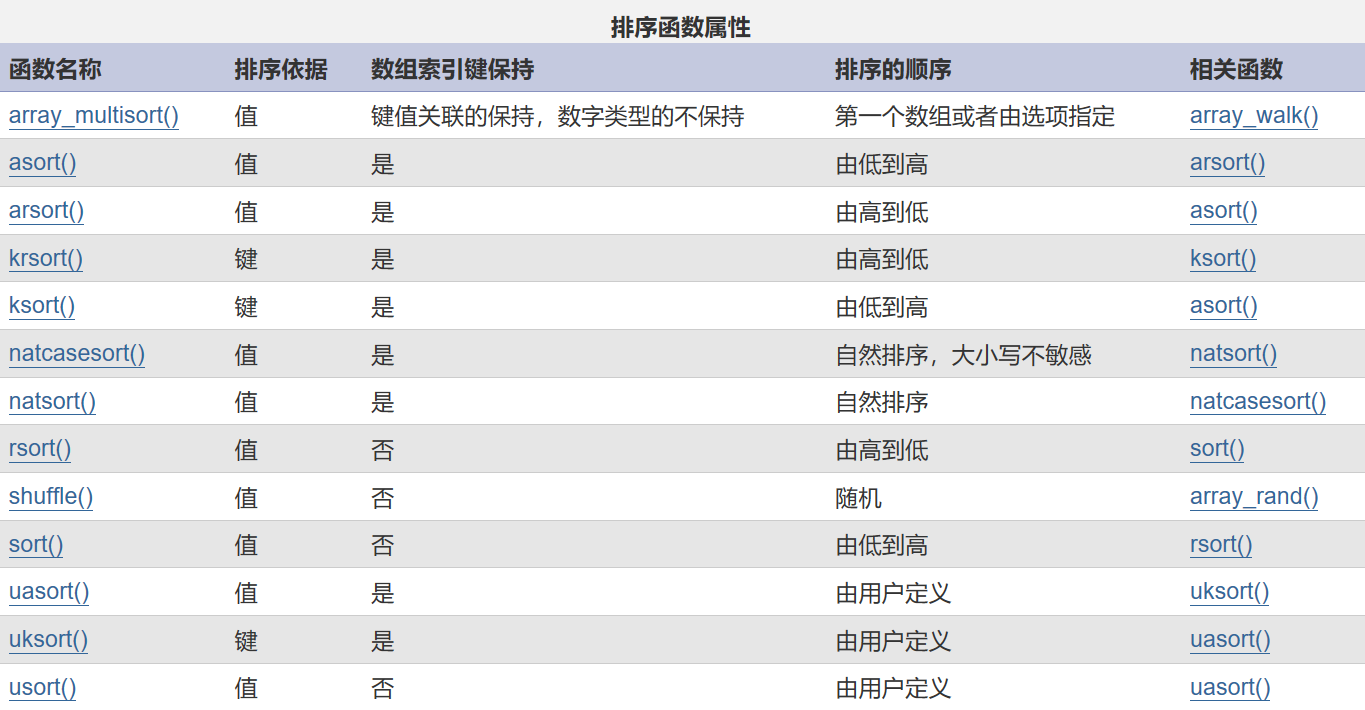 排序函数属性
函数名称 排序依据 数组索引键保持 排序的顺序 相关函数
array_multisort() 值 键值关联的保持，数字类型的不保持 第一个数组或者由选项指定 array_walk()
asort() 值 是 由低到高 arsort()
arsort() 值 是 由高到低 asort()
krsort() 键 是 由高到低 ksort()
ksort() 键 是 由低到高 asort()
natcasesort() 值 是 自然排序，大小写不敏感 natsort()
natsort() 值 是 自然排序 natcasesort()
rsort() 值 否 由高到低 sort()
shuffle() 值 否 随机 array_rand()
sort() 值 否 由低到高 rsort()
uasort() 值 是 由用户定义 uksort()
uksort() 键 是 由用户定义 uasort()
usort() 值 否 由用户定义 uasort()